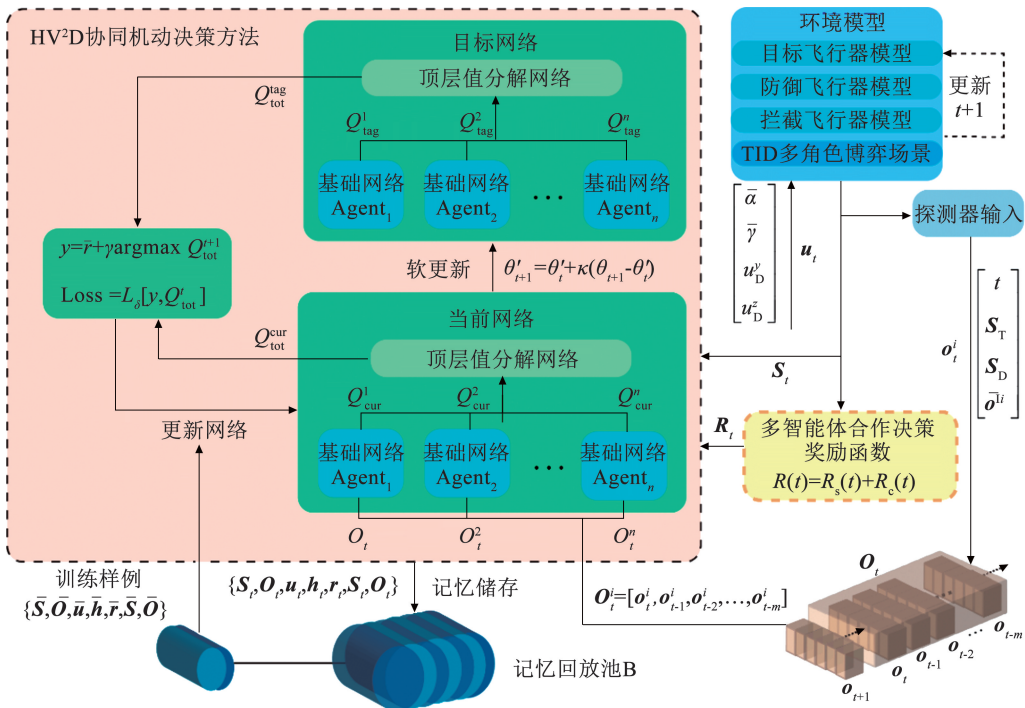 HV²D协同机动决策方法
目标网络
顶层值分解网络
Q_tot^tag
Q_tag^1
Q_tag^2
Q_tag^n
基础网络
Agent₁
基础网络
Agent₂
...
基础网络
Agentₙ
y=r̄+γargmax Q_tot^{t+1}
Loss =L_δ[y,Q_tot^t]
软更新
θ'_{t+1}=θ'_t+κ(θ_{t+1}-θ'_t)
当前网络
顶层值分解网络
Q_tot^cur
Q_cur^1
Q_cur^2
Q_cur^n
基础网络
Agent₁
基础网络
Agent₂
...
基础网络
Agentₙ
更新网络
O_t
O_t^2
O_t^n
环境模型
目标飞行器模型
防御飞行器模型
拦截飞行器模型
TID多角色博弈场景
更新
t+1
ᾱ
γ̄
u_D^y
u_D^z
u_t
探测器输入
o_t^i
t
S_T
S_D
o̅^{1i}
S_t
R_t
多智能体合作决策
奖励函数
R(t)=R_s(t)+R_c(t)
训练样例
{S̄,Ō,ū,h̄,r̄,S̄,Ō}
{S_t,O_t,u_t,h_t,r_t,S_t,O_t}
记忆储存
记忆回放池B
O_t^i=[o_t^i,o_{t-1}^i,o_{t-2}^i,…,o_{t-m}^i]
O_t
o_{t+1}
o_t
o_{t-1}
o_{t-2}
...
o_{t-m}